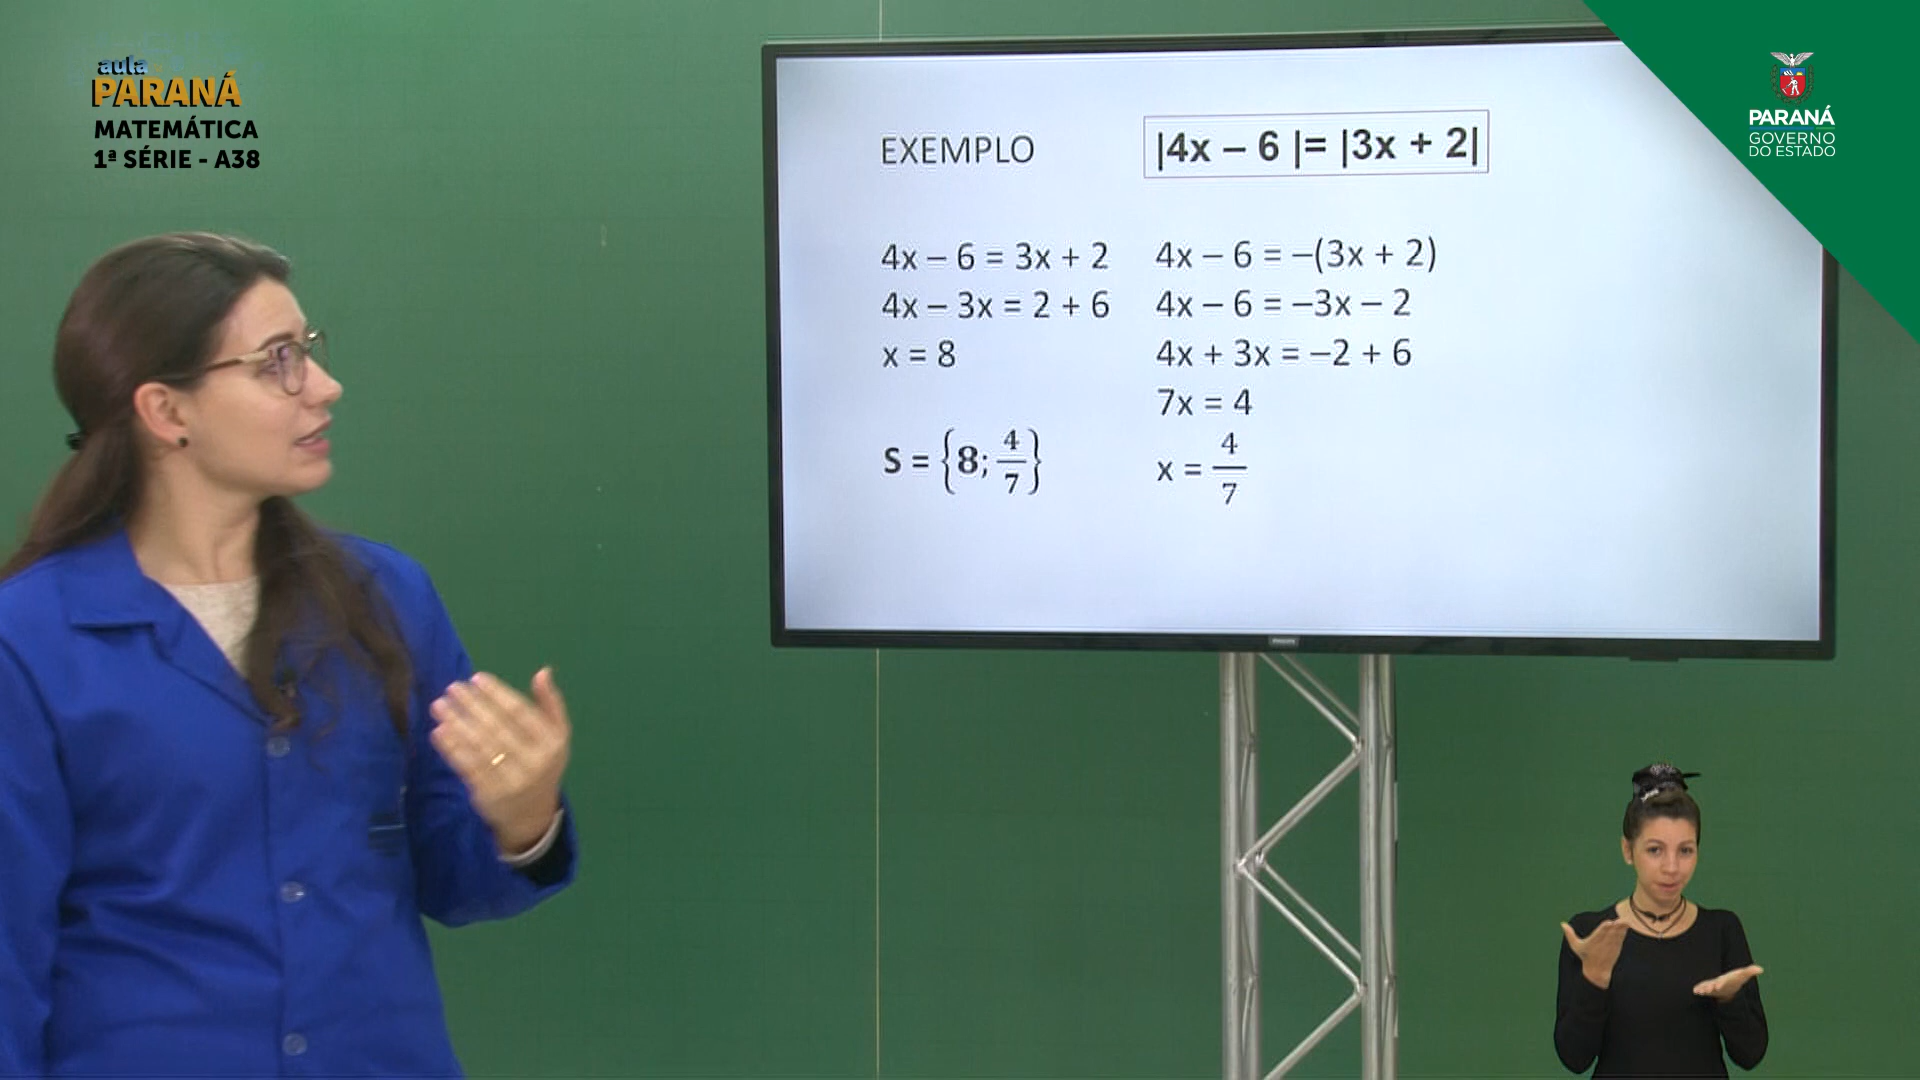 aula
PARANÁ
MATEMÁTICA
1ª SÉRIE - A38
EXEMPLO
|4x – 6 |= |3x + 2|
4x – 6 = 3x + 2
4x – 3x = 2 + 6
x = 8
S = {8; 4/7}
4x – 6 = –(3x + 2)
4x – 6 = –3x – 2
4x + 3x = –2 + 6
7x = 4
x = 4/7
PARANÁ
GOVERNO
DO ESTADO
PHILIPS